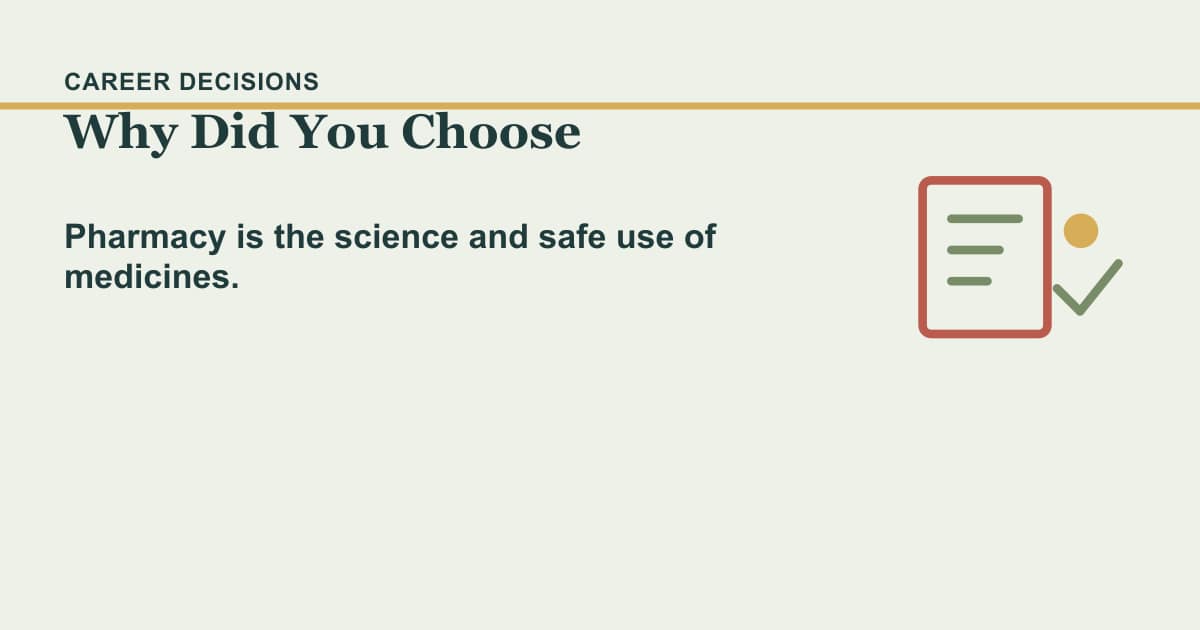 CAREER DECISIONS
Why Did You Choose
Pharmacy is the science and safe use of
medicines.